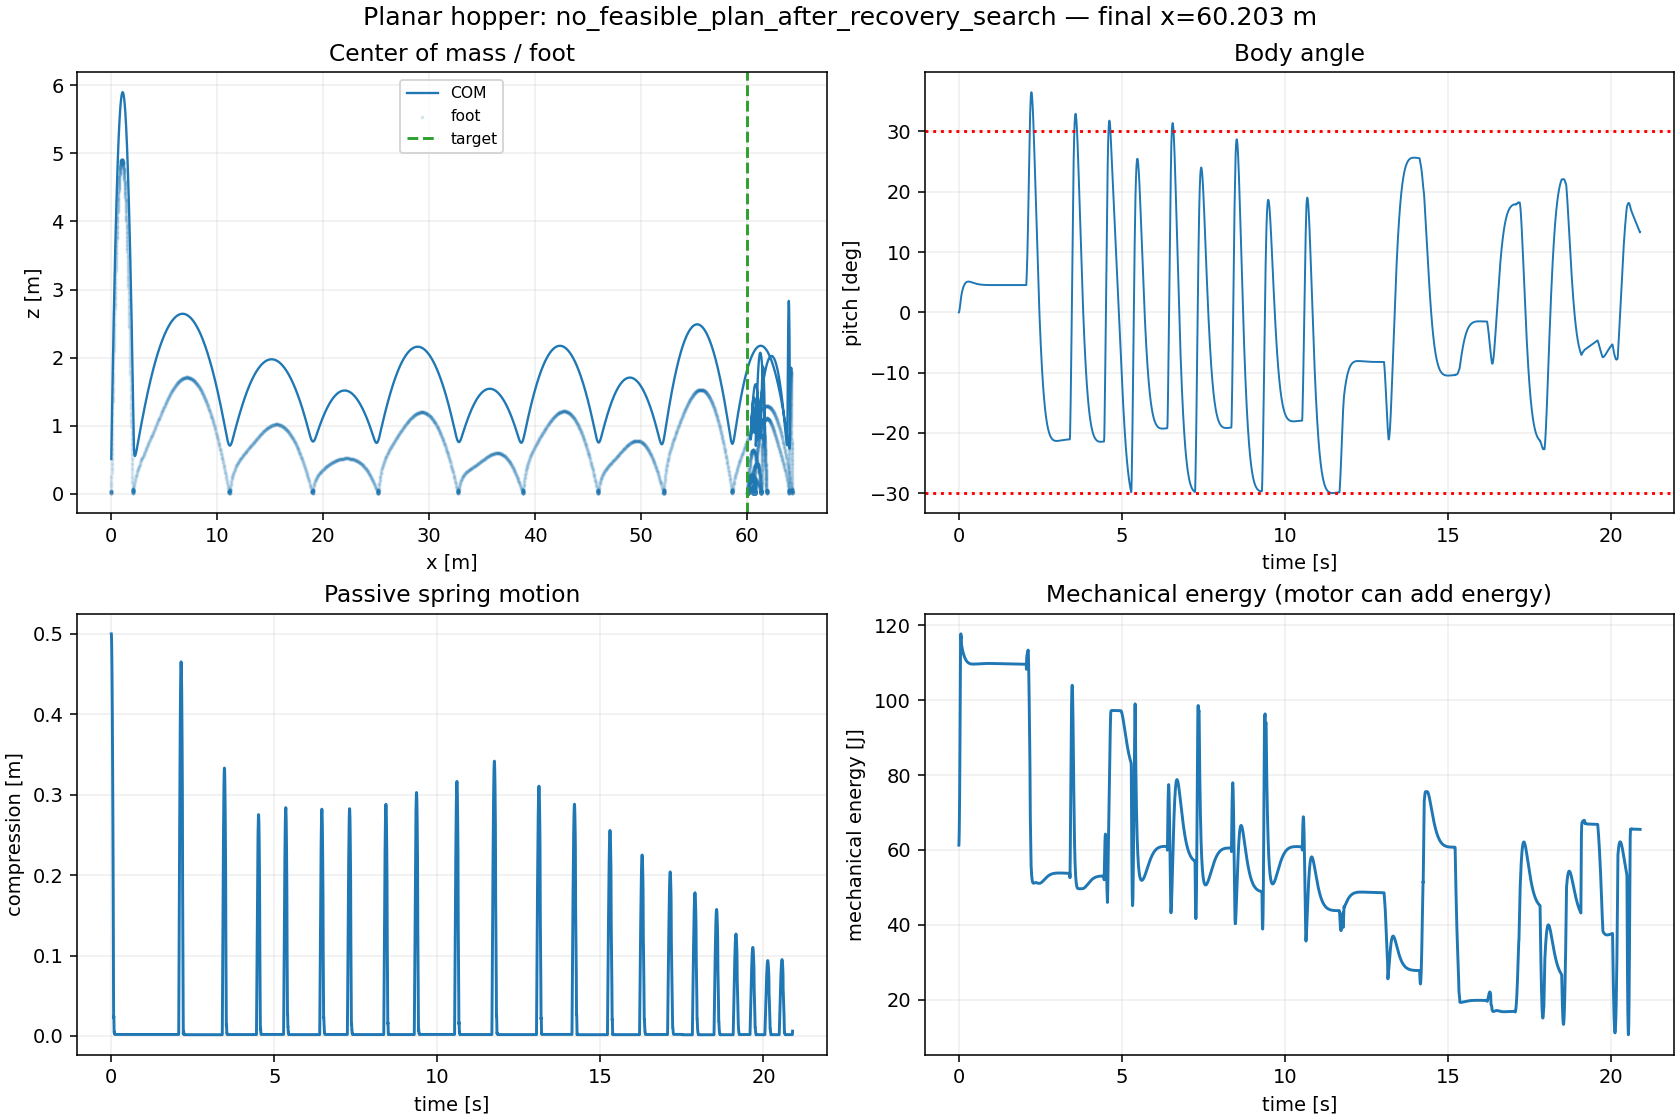 Planar hopper: no_feasible_plan_after_recovery_search — final x=60.203 m
Center of mass / foot
z [m]
6
5
4
3
2
1
0
COM
foot
target
0 10 20 30 40 50 60
x [m]
Body angle
pitch [deg]
30
20
10
0
−10
−20
−30
0 5 10 15 20
time [s]
Passive spring motion
compression [m]
0.5
0.4
0.3
0.2
0.1
0.0
0 5 10 15 20
time [s]
Mechanical energy (motor can add energy)
mechanical energy [J]
120
100
80
60
40
20
0 5 10 15 20
time [s]